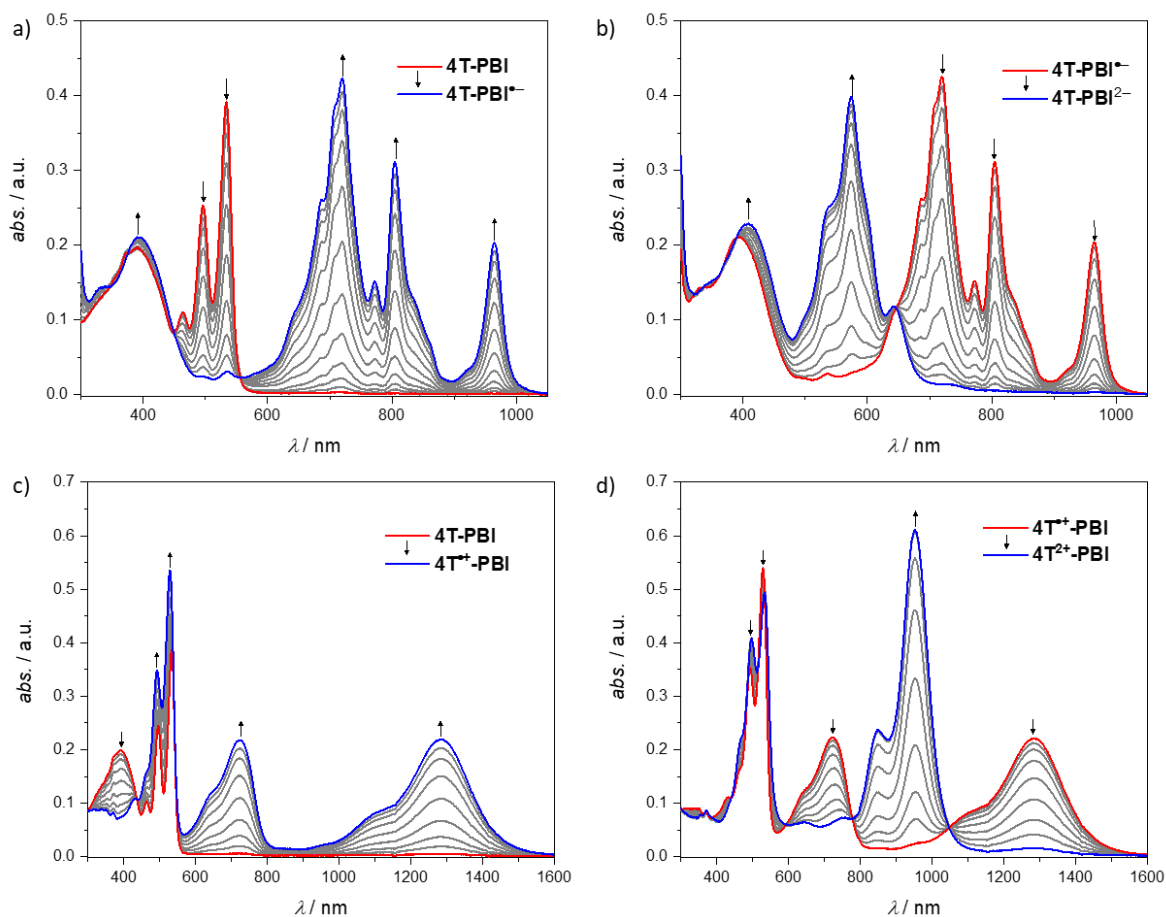 a)
0.5
0.4
0.3
0.2
0.1
0.0
abs. / a.u.
4T-PBI
4T-PBI•–
400 600 800 1000
λ / nm
b)
0.5
0.4
0.3
0.2
0.1
0.0
abs. / a.u.
4T-PBI•–
4T-PBI2–
400 600 800 1000
λ / nm
c)
0.7
0.6
0.5
0.4
0.3
0.2
0.1
0.0
abs. / a.u.
4T-PBI
4T•+-PBI
400 600 800 1000 1200 1400 1600
λ / nm
d)
0.7
0.6
0.5
0.4
0.3
0.2
0.1
0.0
abs. / a.u.
4T•+-PBI
4T2+-PBI
400 600 800 1000 1200 1400 1600
λ / nm